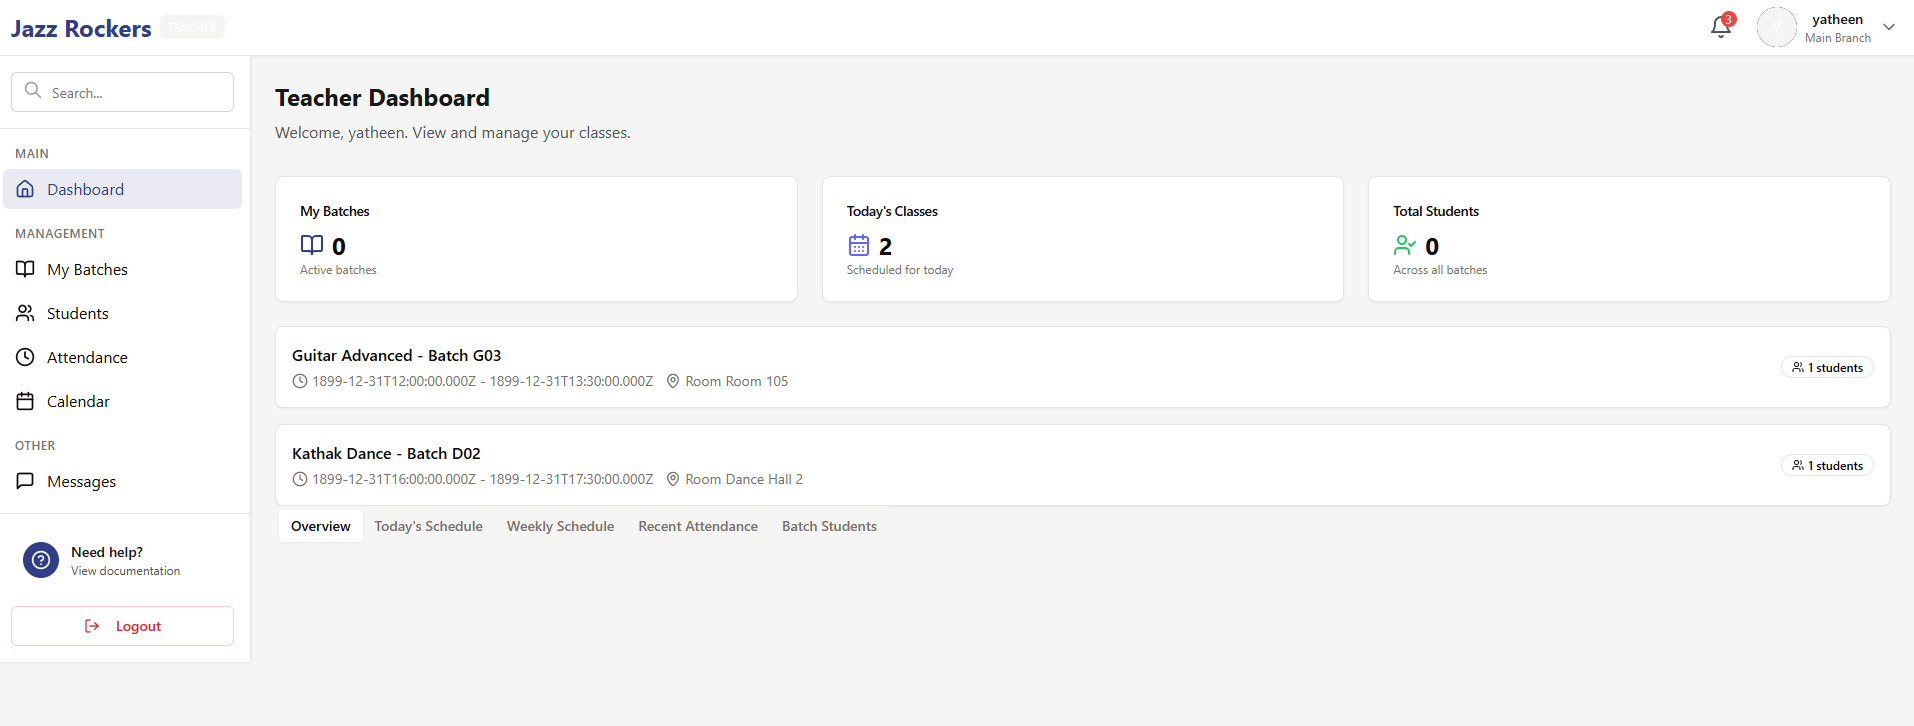 Jazz Rockers TEACHER
3
yatheen
Main Branch
Search...
MAIN
Dashboard
MANAGEMENT
My Batches
Students
Attendance
Calendar
OTHER
Messages
Need help?
View documentation
Logout
Teacher Dashboard
Welcome, yatheen. View and manage your classes.
My Batches
0
Active batches
Today's Classes
2
Scheduled for today
Total Students
0
Across all batches
Guitar Advanced - Batch G03
1899-12-31T12:00:00.000Z - 1899-12-31T13:30:00.000Z Room Room 105
1 students
Kathak Dance - Batch D02
1899-12-31T16:00:00.000Z - 1899-12-31T17:30:00.000Z Room Dance Hall 2
1 students
Overview Today's Schedule Weekly Schedule Recent Attendance Batch Students